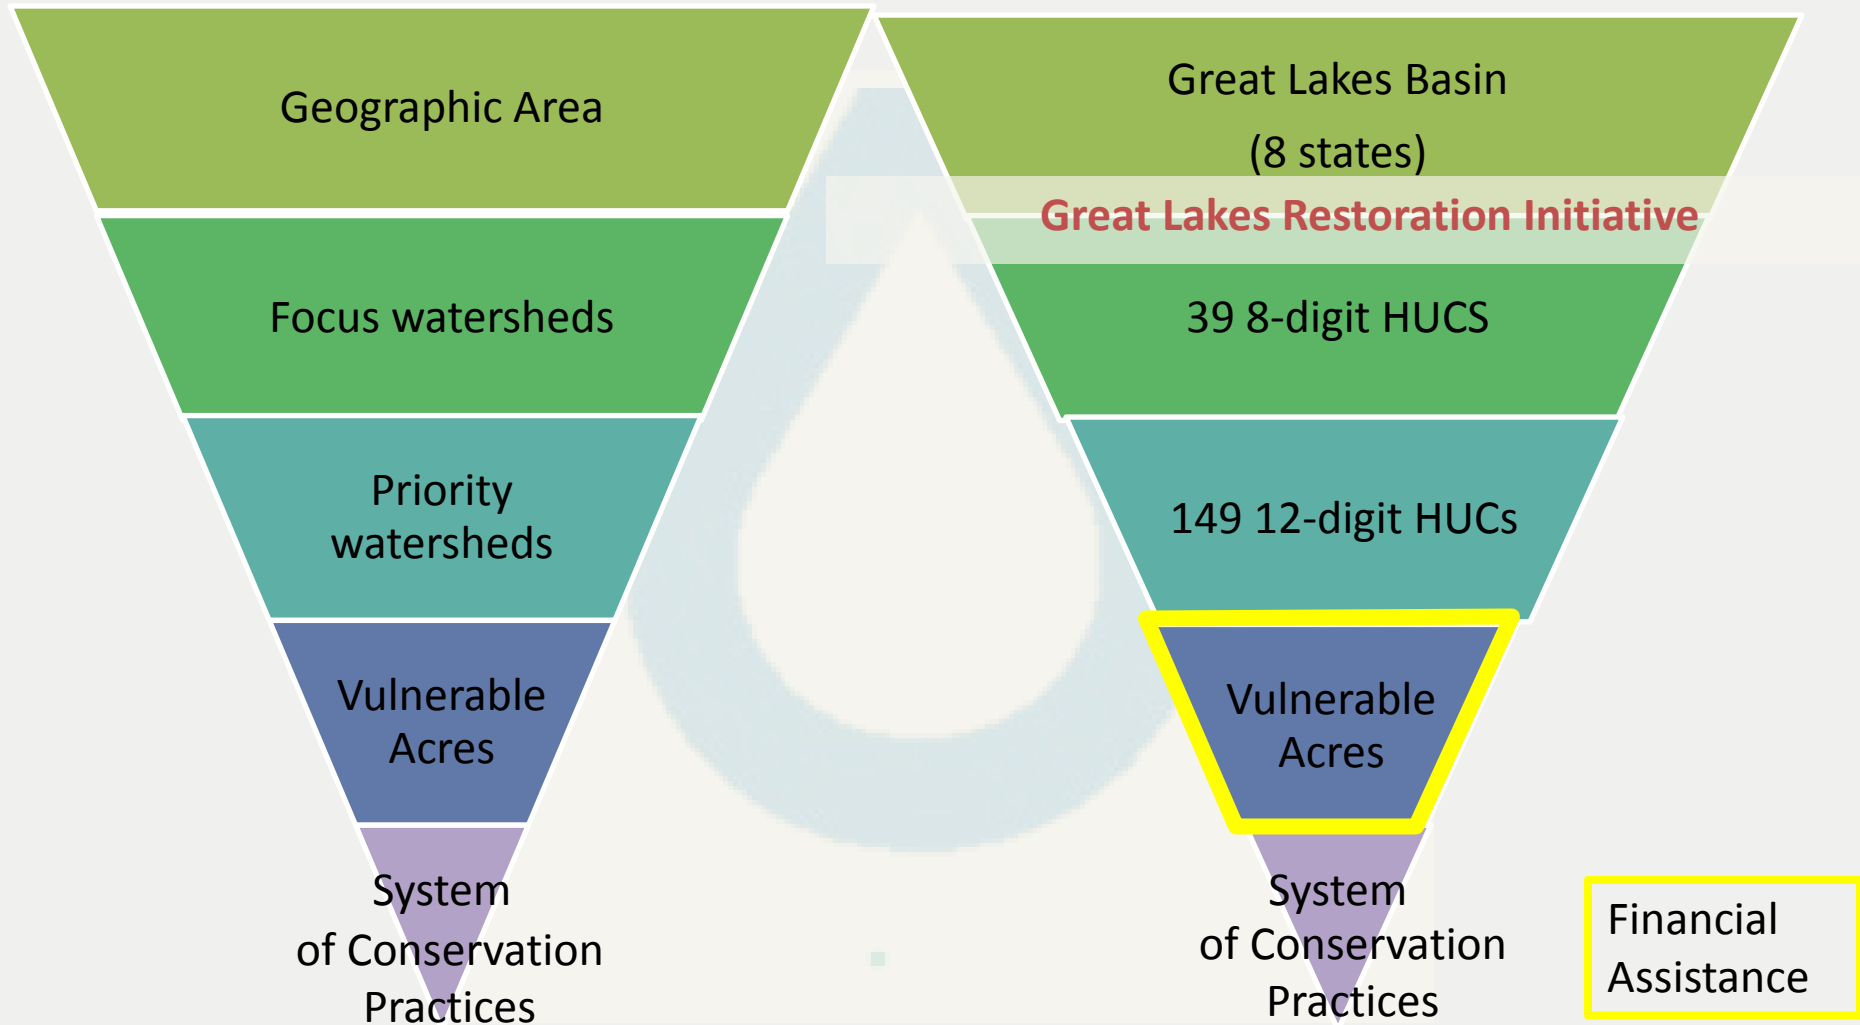 Geographic Area
Focus watersheds
Priority
watersheds
Vulnerable
Acres
System
of Conservation
Practices
Great Lakes Basin
(8 states)
Great Lakes Restoration Initiative
39 8-digit HUCS
149 12-digit HUCs
Vulnerable
Acres
System
of Conservation
Practices
Financial
Assistance